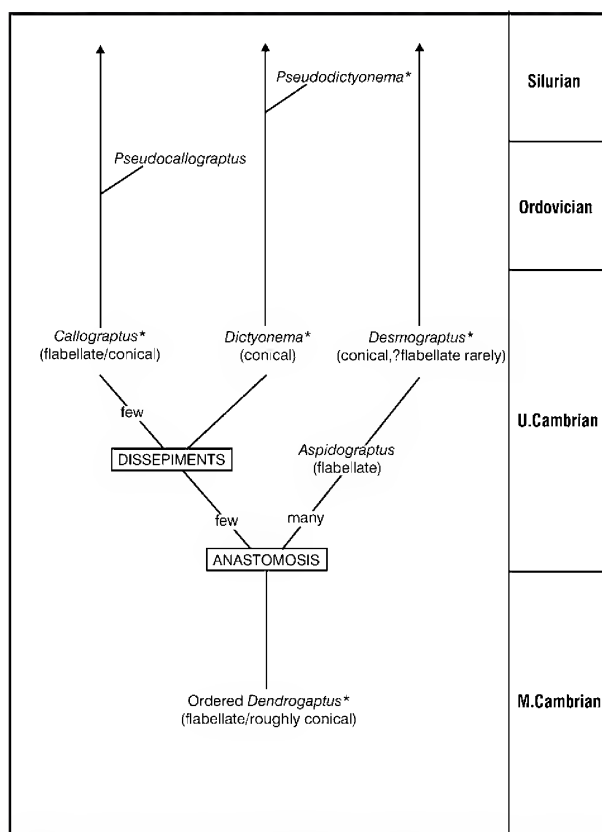 Silurian
Pseudodictyonema*
Pseudocallograptus
Ordovician
Callograptus*
(flabellate/conical)
Dictyonema*
(conical)
Desmograptus*
(conical,?flabellate rarely)
U.Cambrian
few
DISSEPIMENTS
Aspidograptus
(flabellate)
few
many
ANASTOMOSIS
M.Cambrian
Ordered Dendrogaptus*
(flabellate/roughly conical)